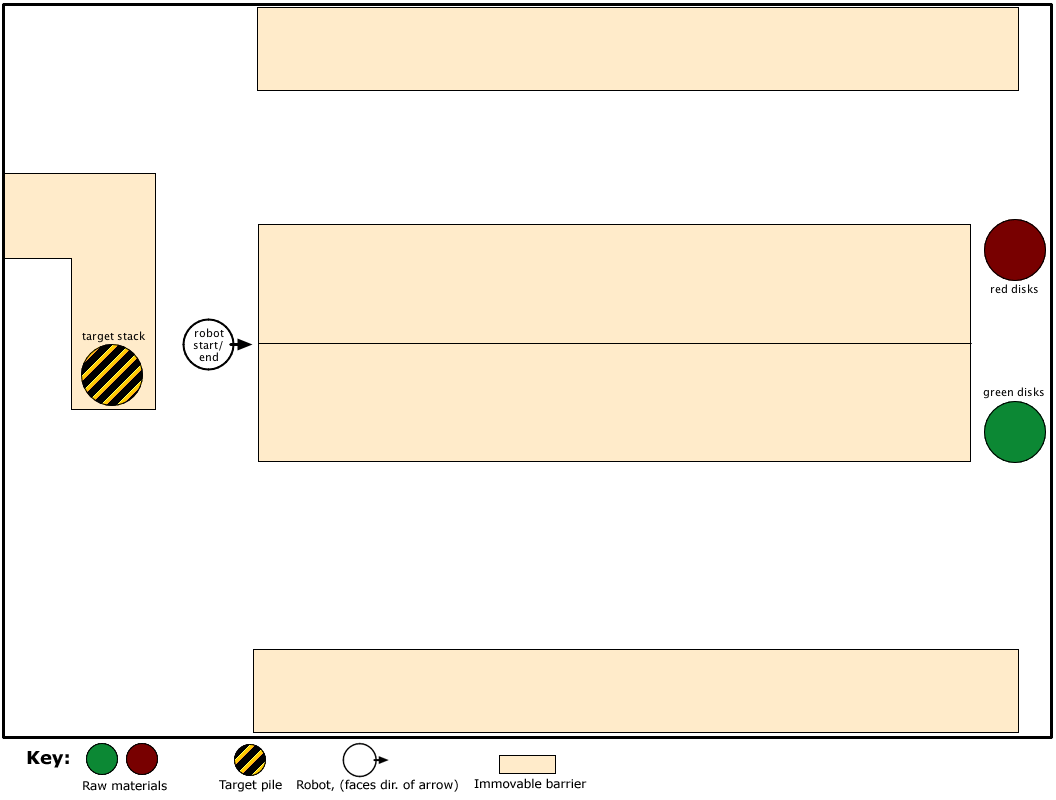 red disks
target stack
robot
start/
end
green disks
Key:
Raw materials
Target pile
Robot, (faces dir. of arrow)
Immovable barrier